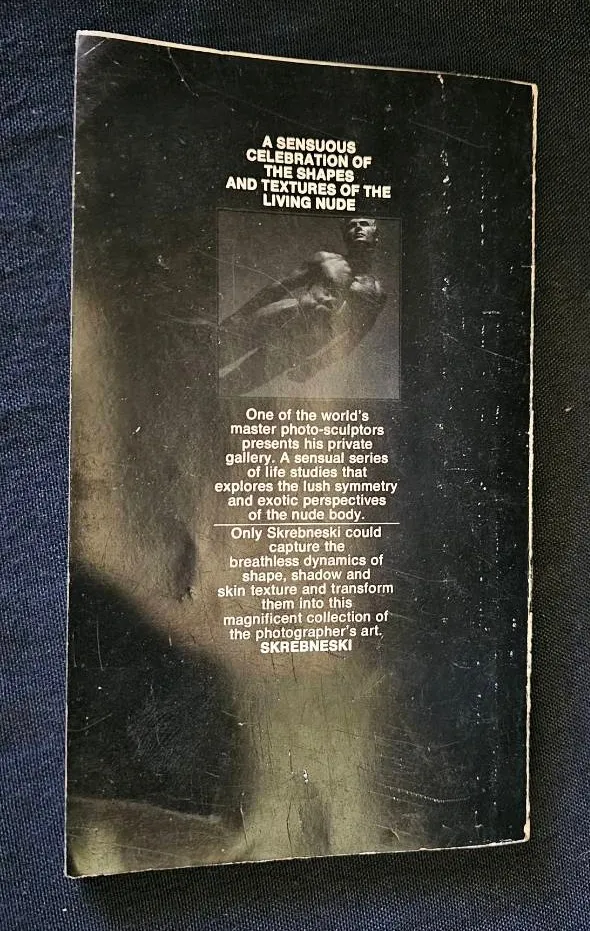 A SENSUOUS
CELEBRATION OF
THE SHAPES
AND TEXTURES OF THE
LIVING NUDE
One of the world's
master photo-sculptors
presents his private
gallery. A sensual series
of life studies that
explores the lush symmetry
and exotic perspectives
of the nude body.
Only Skrebneski could
capture the
breathless dynamics of
shape, shadow and
skin texture and transform
them into this
magnificent collection of
the photographer's art.
SKREBNESKI